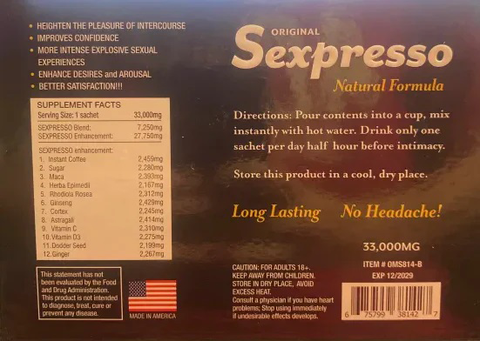 • HEIGHTEN THE PLEASURE OF INTERCOURSE
• IMPROVES CONFIDENCE
• MORE INTENSE EXPLOSIVE SEXUAL
EXPERIENCES
• ENHANCE DESIRES and AROUSAL
• BETTER SATISFACTION!!!
SUPPLEMENT FACTS
Serving Size: 1 sachet 33,000mg
SEXPRESSO Blend: 7,250mg
SEXPRESSO Enhancement: 27,750mg
SEXPRESSO enhancement:
1. Instant Coffee 2,459mg
2. Sugar 2,280mg
3. Maca 2,393mg
4. Herba Epimedii 2,187mg
5. Rhodiola Rosea 2,312mg
6. Ginseng 2,429mg
7. Cortex 2,245mg
8. Astragali 2,414mg
9. Vitamin C 2,310mg
10. Vitamin D3 2,275mg
11. Dodder Seed 2,199mg
12. Ginger 2,267mg
This statement has not
been evaluated by the Food
and Drug Administration.
This product is not intended
to diagnose, treat, cure or
prevent any disease.
MADE IN AMERICA
ORIGINAL
Sexpresso
Natural Formula
Directions: Pour contents into a cup, mix
instantly with hot water. Drink only one
sachet per day half hour before intimacy.
Store this product in a cool, dry place.
Long Lasting No Headache!
33,000MG
ITEM # OMS814-B
EXP 12/2029
CAUTION: FOR ADULTS 18+.
KEEP AWAY FROM CHILDREN.
STORE IN DRY PLACE, AVOID
EXCESS HEAT.
Consult a physician if you have heart
problems; Stop using immediately
if undesirable effects develops.
6 75799 38142 7